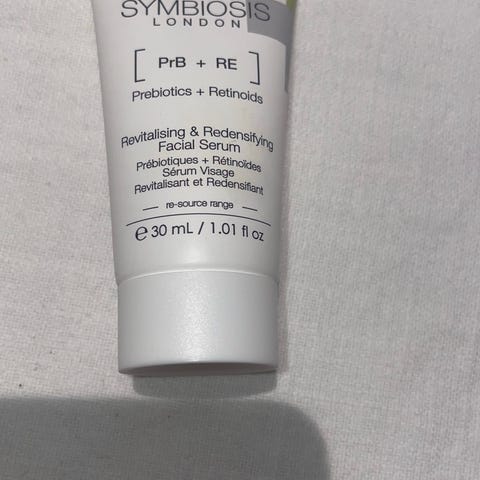 SYMBIOSIS
LONDON
[ PrB + RE ]
Prebiotics + Retinoids
Revitalising & Redensifying
Facial Serum
Prébiotiques + Rétinoïdes
Sérum Visage
Revitalisant et Redensifiant
re-source range
℮ 30 mL / 1.01 fl oz